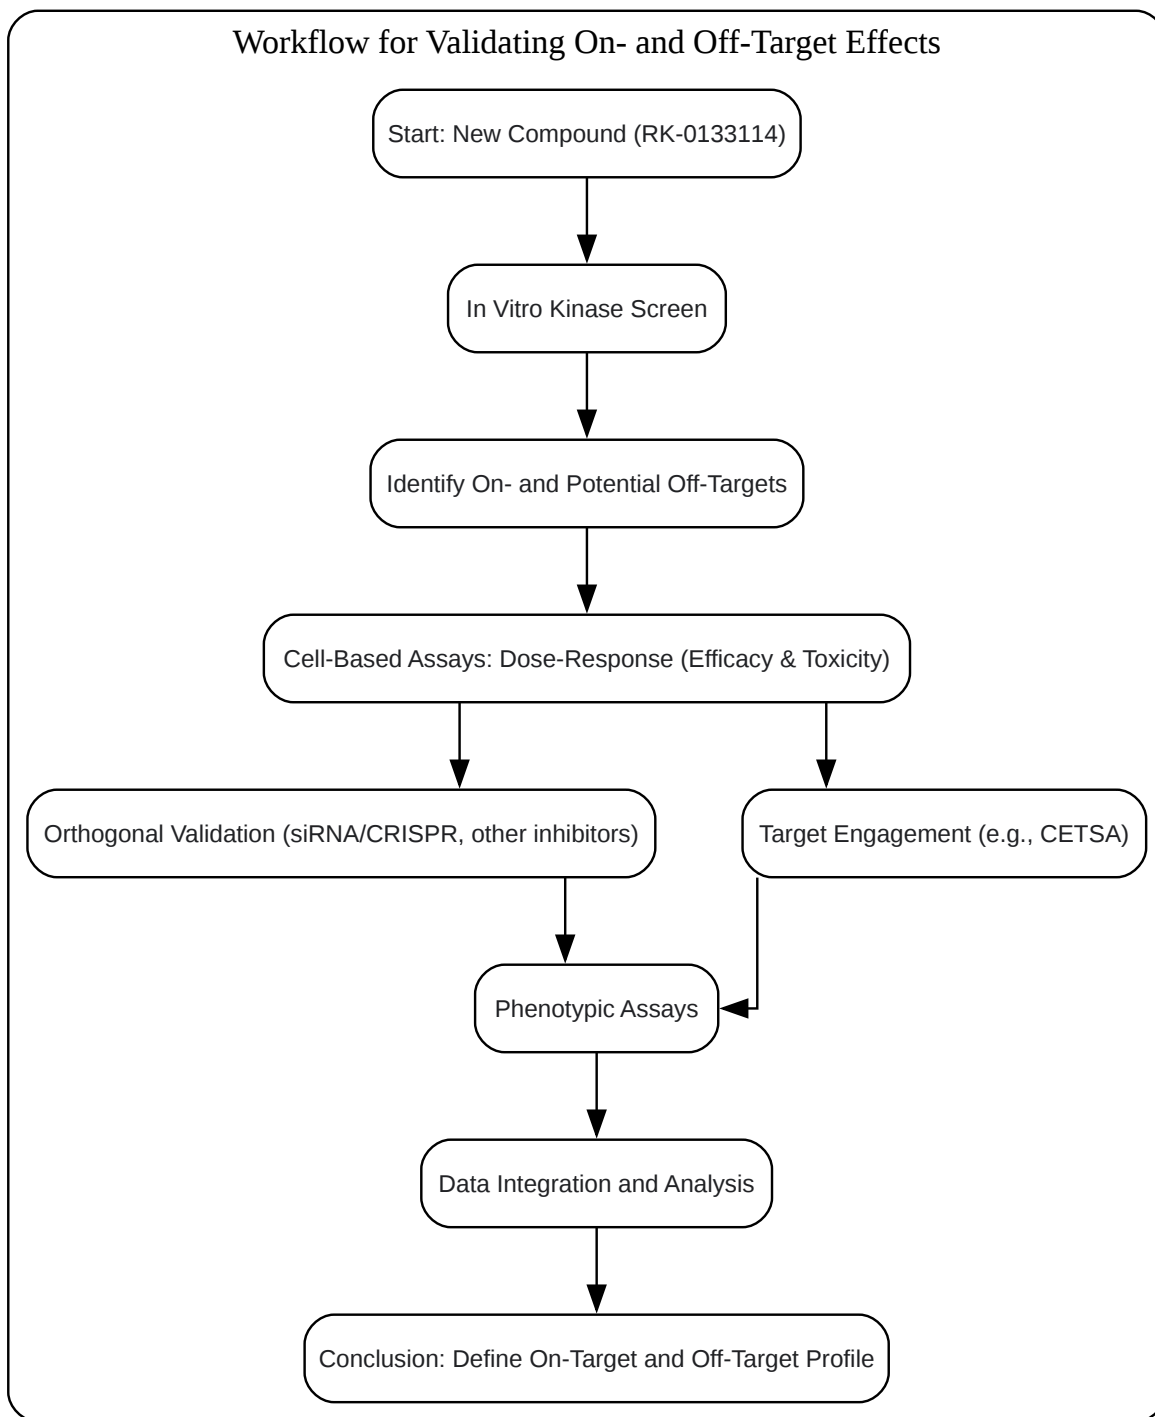 Workflow for Validating On- and Off-Target Effects
Start: New Compound (RK-0133114)
In Vitro Kinase Screen
Identify On- and Potential Off-Targets
Cell-Based Assays: Dose-Response (Efficacy & Toxicity)
Orthogonal Validation (siRNA/CRISPR, other inhibitors)
Target Engagement (e.g., CETSA)
Phenotypic Assays
Data Integration and Analysis
Conclusion: Define On-Target and Off-Target Profile